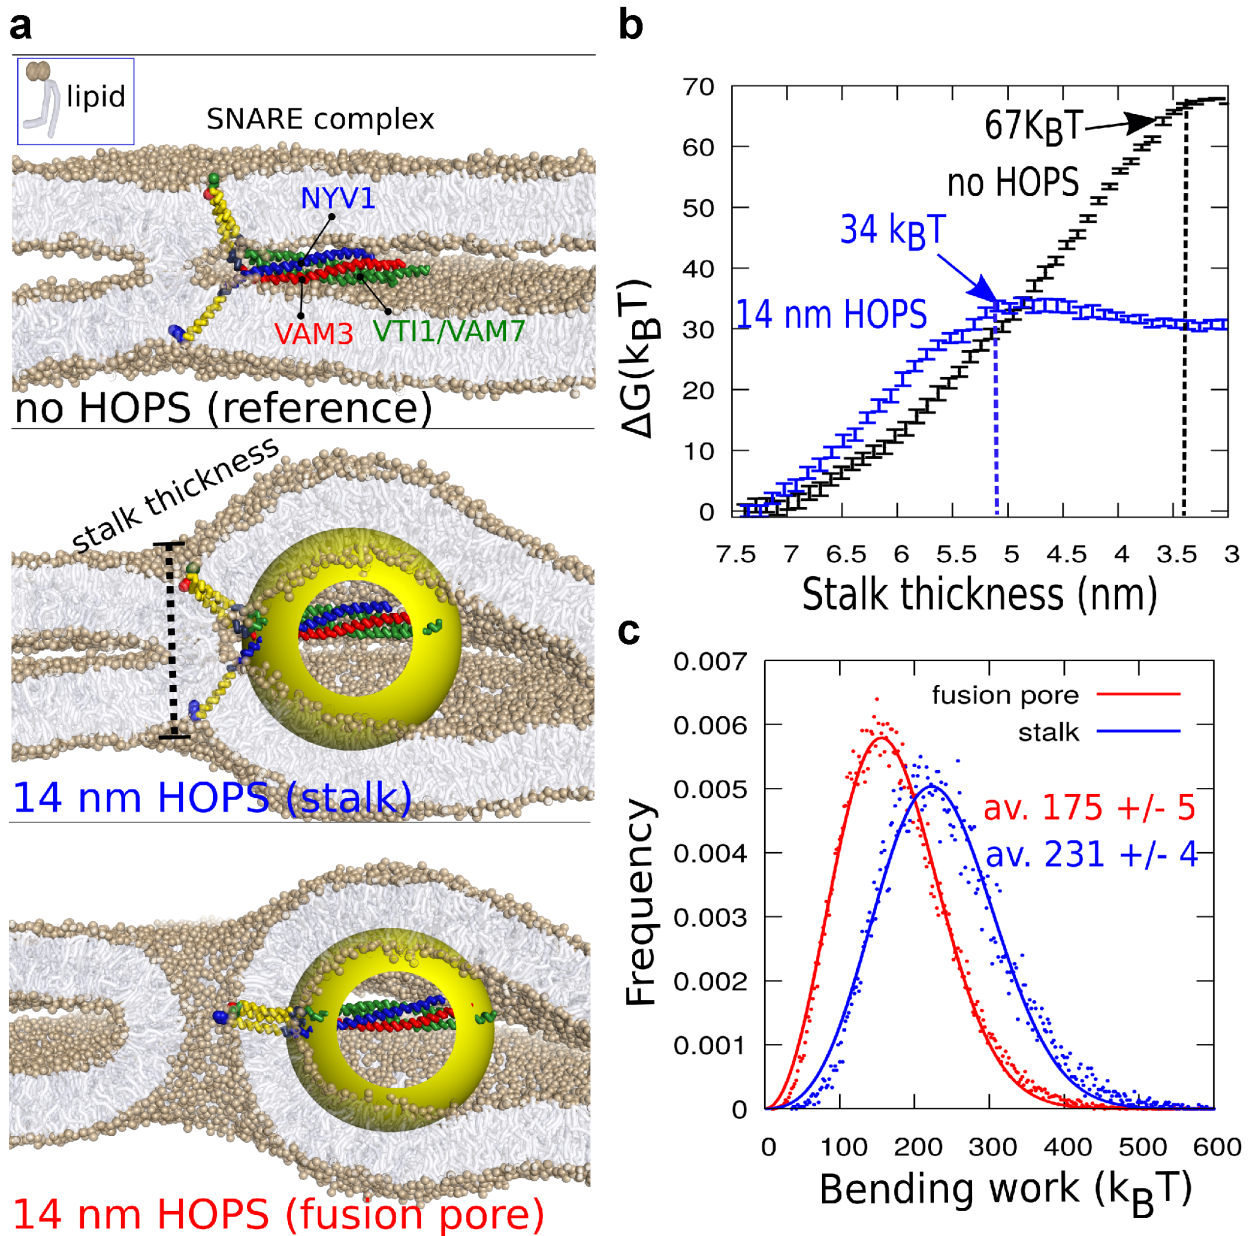 a
lipid
SNARE complex
NYV1
VAM3
VTI1/VAM7
no HOPS (reference)
stalk thickness
14 nm HOPS (stalk)
14 nm HOPS (fusion pore)
b
70
60
50
40
30
20
10
0
ΔG(kBT)
67KBT
no HOPS
34 kBT
14 nm HOPS
7.5 7 6.5 6 5.5 5 4.5 4 3.5 3
Stalk thickness (nm)
c
0.007
0.006
0.005
0.004
0.003
0.002
0.001
0
Frequency
fusion pore
stalk
av. 175 +/- 5
av. 231 +/- 4
0 100 200 300 400 500 600
Bending work (kBT)